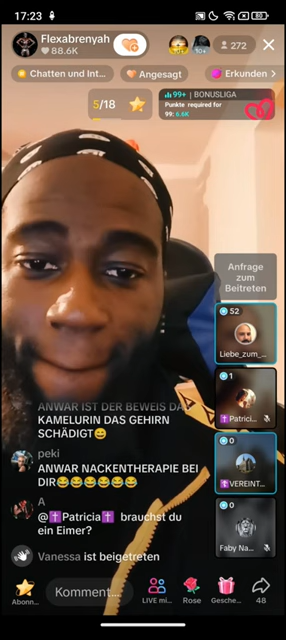 17:23
80
Flexabrenyah
88.6K
272
Chatten und Int...
Angesagt
Erkunden
5/18
99+ | BONUSLIGA
Punkte required for
99: 6.6K
Anfrage
zum
Beitreten
52
Liebe_zum_...
1
✝️Patrici...
0
✝️VEREINT...
0
Faby Na...
ANWAR IST DER BEWEIS DA
KAMELURIN DAS GEHIRN
SCHÄDIGT😅
peki
ANWAR NACKENTHERAPIE BEI
DIR😂😂😂😂😂😂
A
@✝️Patricia✝️ brauchst du
ein Eimer?
Vanessa ist beigetreten
Abonn...
Komment...
LIVE mi...
Rose
Gesche...
48